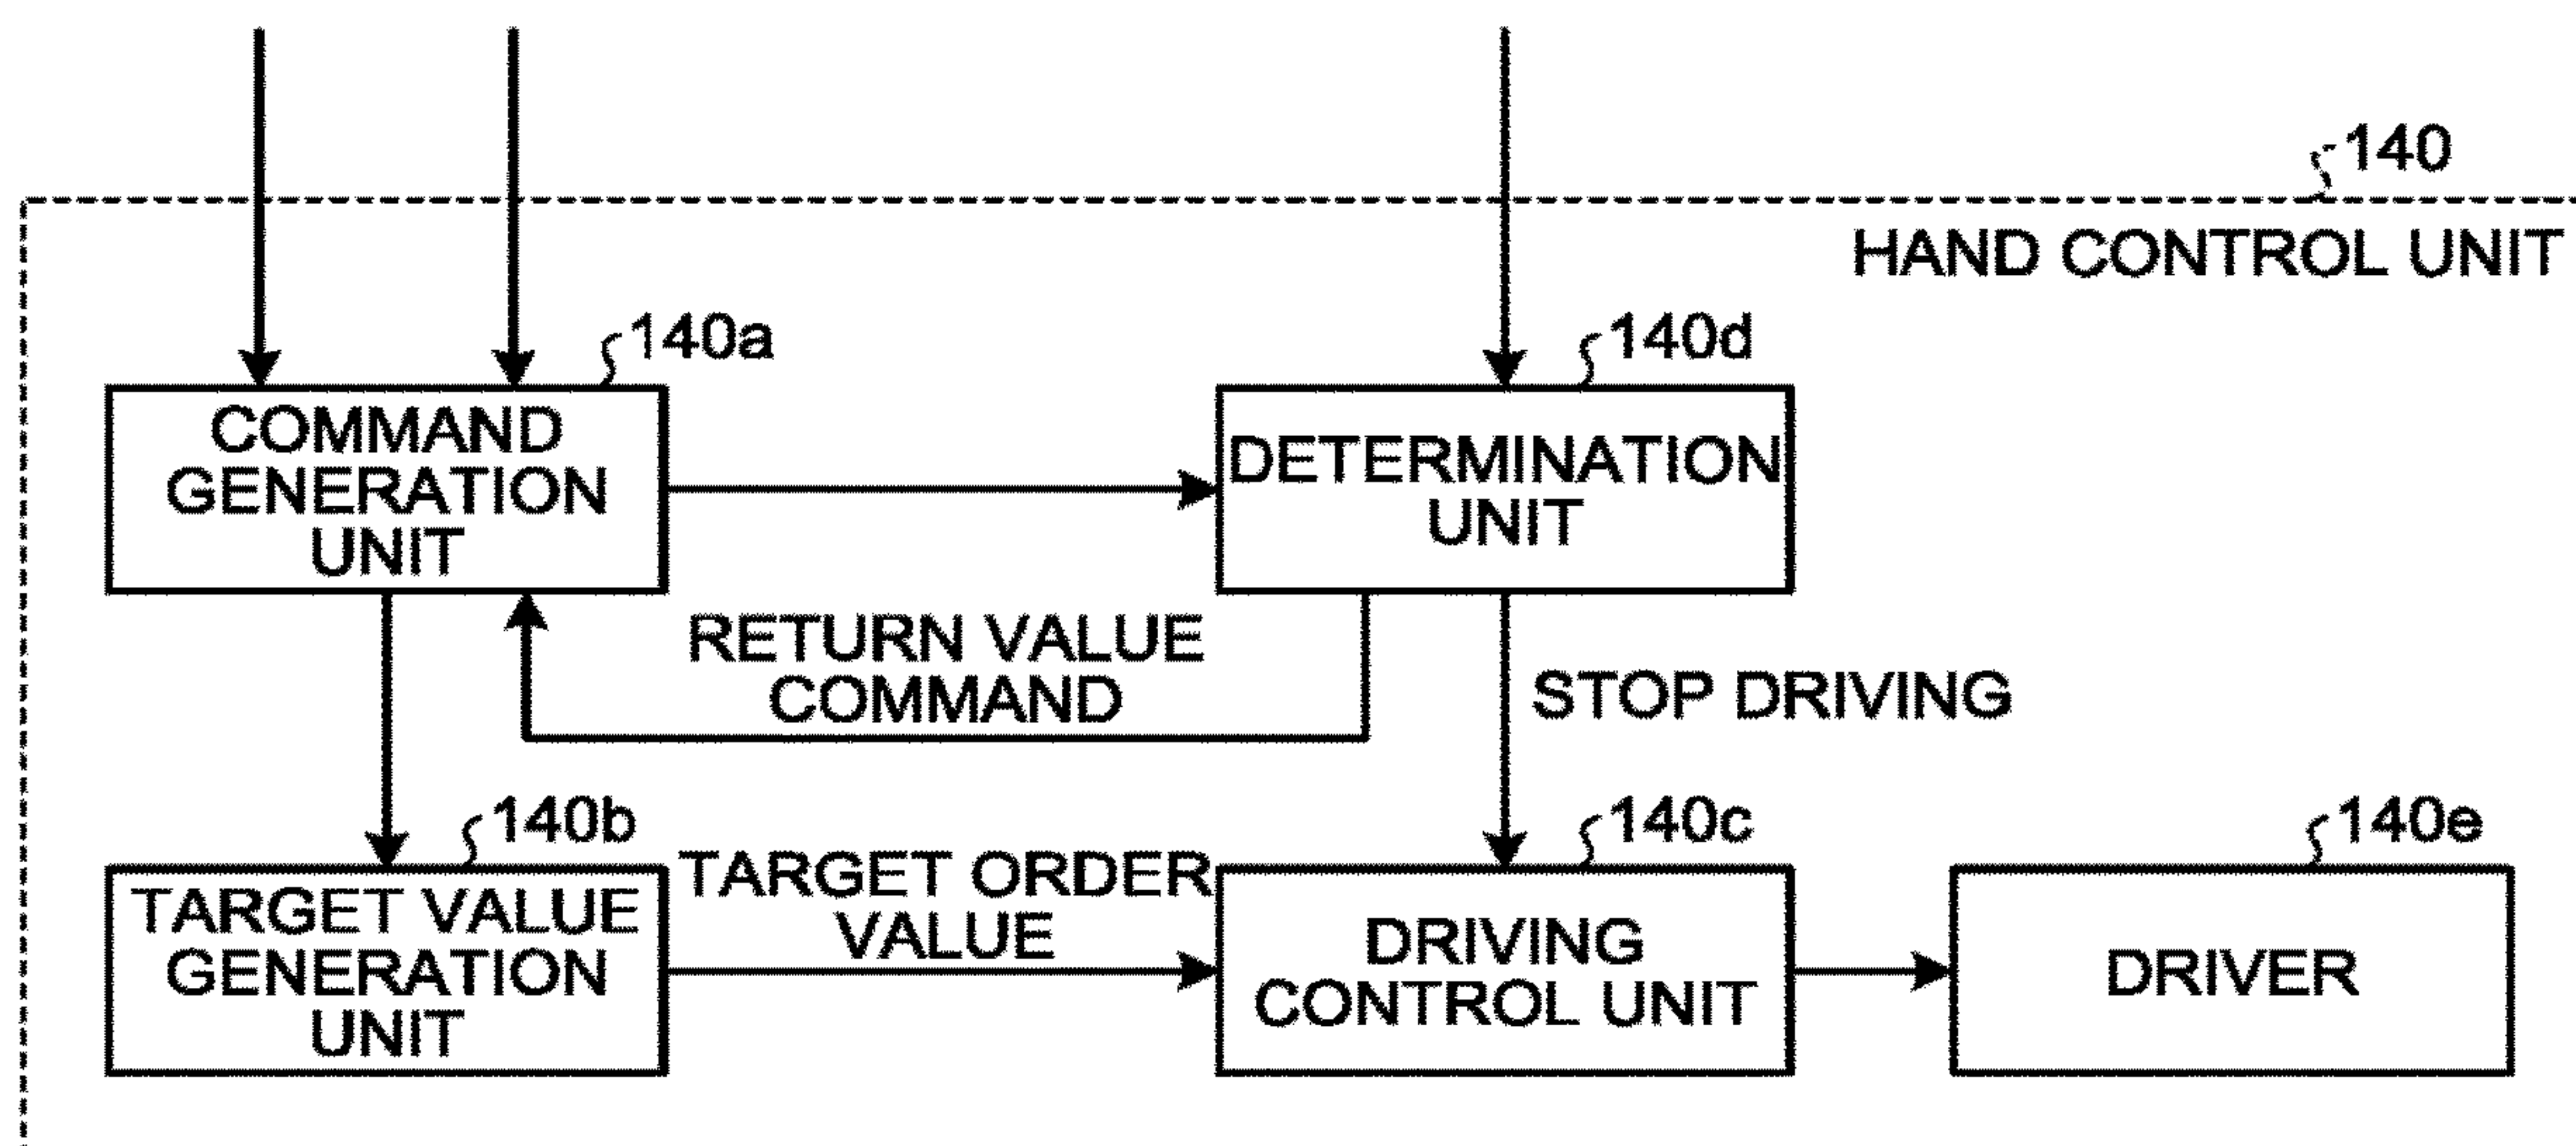 140
HAND CONTROL UNIT
140a
COMMAND
GENERATION
UNIT
140d
DETERMINATION
UNIT
RETURN VALUE
COMMAND
STOP DRIVING
140b
TARGET VALUE
GENERATION
UNIT
TARGET ORDER
VALUE
140c
DRIVING
CONTROL UNIT
140e
DRIVER